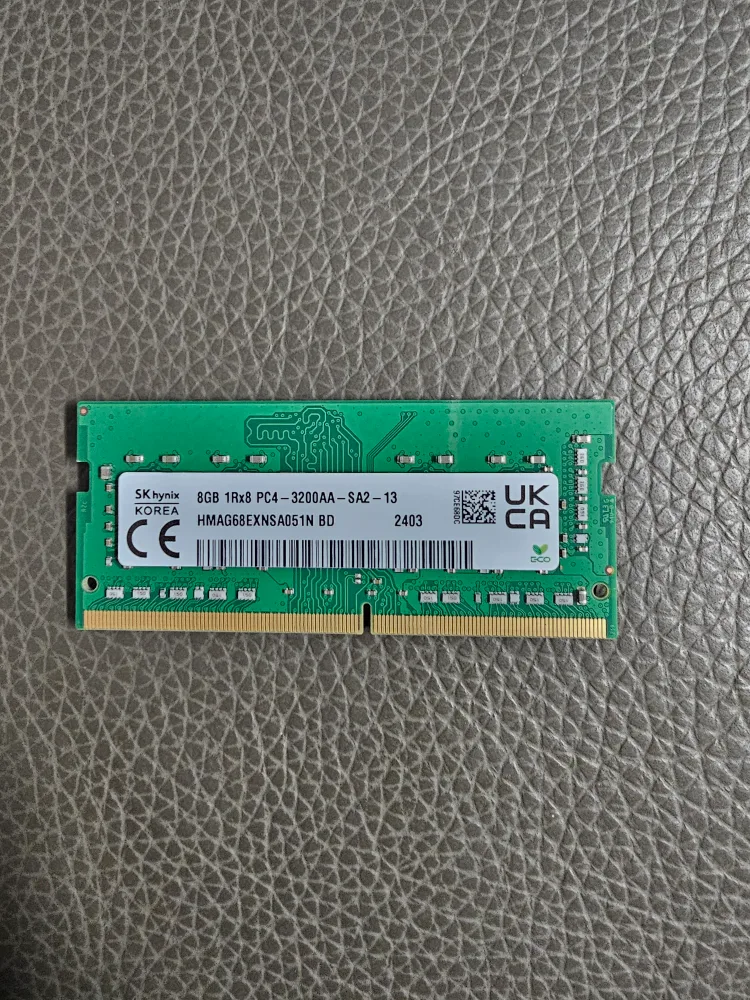 SK hynix
KOREA
CE
8GB 1Rx8 PC4-3200AA-SA2-13
HMAG68EXNSA051N BD 2403
UK
CA
eco